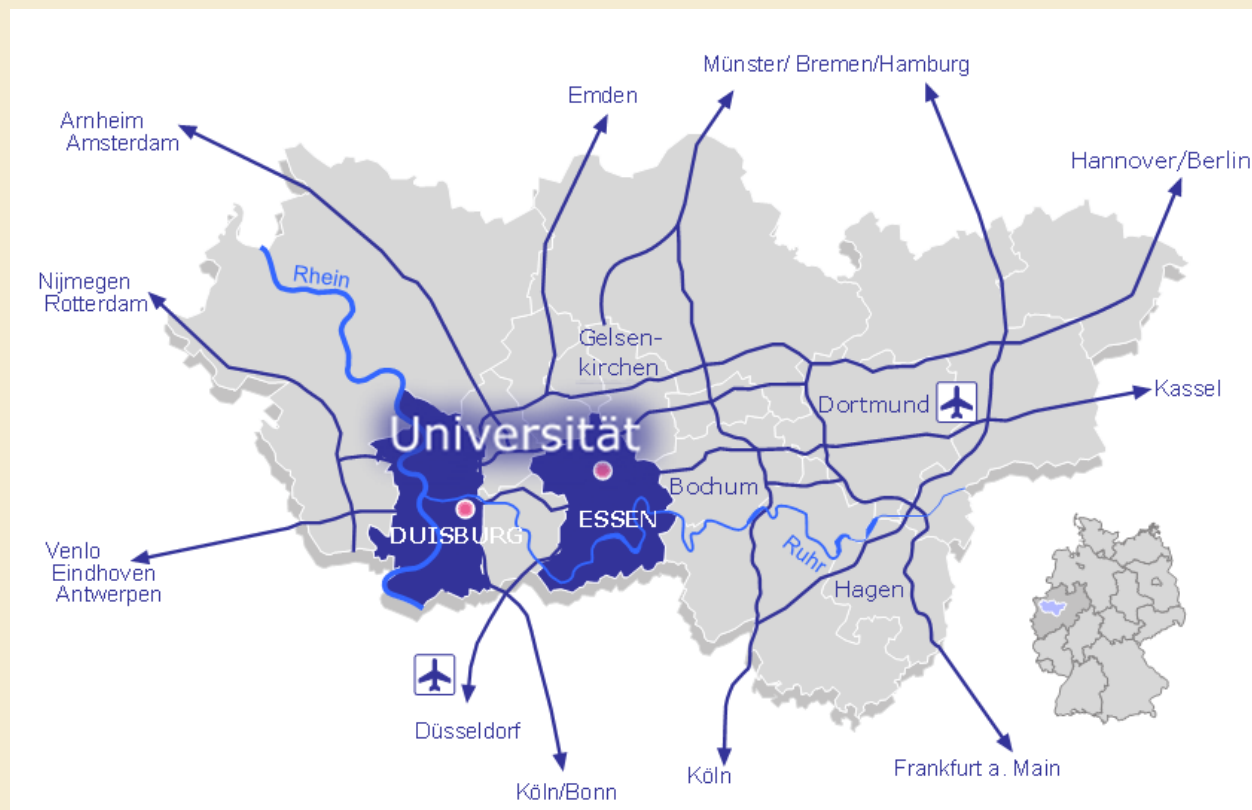 Münster/ Bremen/Hamburg
Emden
Arnheim
Amsterdam
Hannover/Berlin
Rhein
Nijmegen
Rotterdam
Gelsen-
kirchen
Kassel
Dortmund
Universität
Bochum
ESSEN
DUISBURG
Venlo
Eindhoven
Antwerpen
Ruhr
Hagen
Düsseldorf
Köln
Frankfurt a. Main
Köln/Bonn